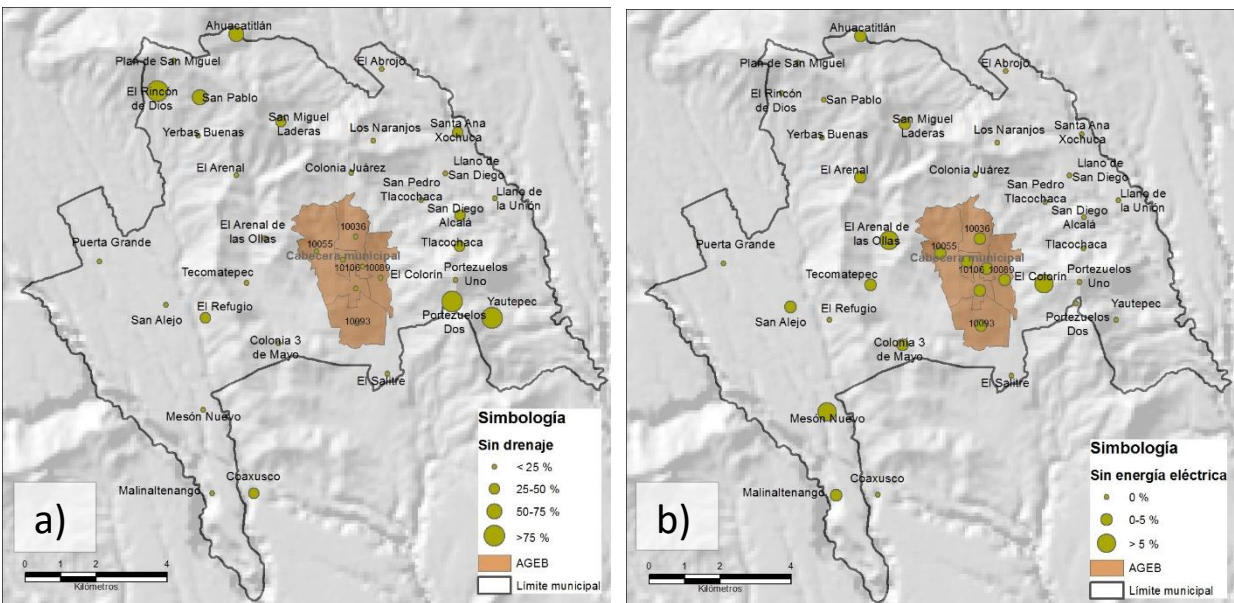 Ahuacatitlán
Plan de San Miguel
El Abrojo
El Rincón
de Dios
San Pablo
San Miguel
Laderas
Yerbas Buenas
Los Naranjos
Santa Ana
Xochuca
El Arenal
Colonia Juárez
Llano de
San Diego
San Pedro
Tlacochaca
Llano de
la Unión
San Diego
Alcalá
El Arenal de
las Ollas
10036
10055
Puerta Grande
Cabecera municipal
Tlacochaca
10106
10089
El Colorín
Portezuelos
Uno
Tecomatepec
Yautepec
San Alejo
El Refugio
Portezuelos
Dos
10093
Colonia 3
de Mayo
El Salitre
Mesón Nuevo
Coaxusco
Malinaltenango
a)
0 1 2 4
Kilómetros
Simbología
Sin drenaje
< 25 %
25-50 %
50-75 %
>75 %
AGEB
Límite municipal
Ahuacatitlán
Plan de San Miguel
El Abrojo
El Rincón
de Dios
San Pablo
San Miguel
Laderas
Yerbas Buenas
Los Naranjos
Santa Ana
Xochuca
El Arenal
Colonia Juárez
Llano de
San Diego
San Pedro
Tlacochaca
Llano de
la Unión
San Diego
Alcalá
El Arenal de
las Ollas
10036
10055
Puerta Grande
Cabecera municipal
Tlacochaca
10106
10089
El Colorín
Portezuelos
Uno
Tecomatepec
Yautepec
San Alejo
El Refugio
Portezuelos
Dos
10093
Colonia 3
de Mayo
El Salitre
Mesón Nuevo
Malinaltenango
Coaxusco
b)
0 1 2 4
Kilómetros
Simbología
Sin energía eléctrica
0 %
0-5 %
> 5 %
AGEB
Límite municipal